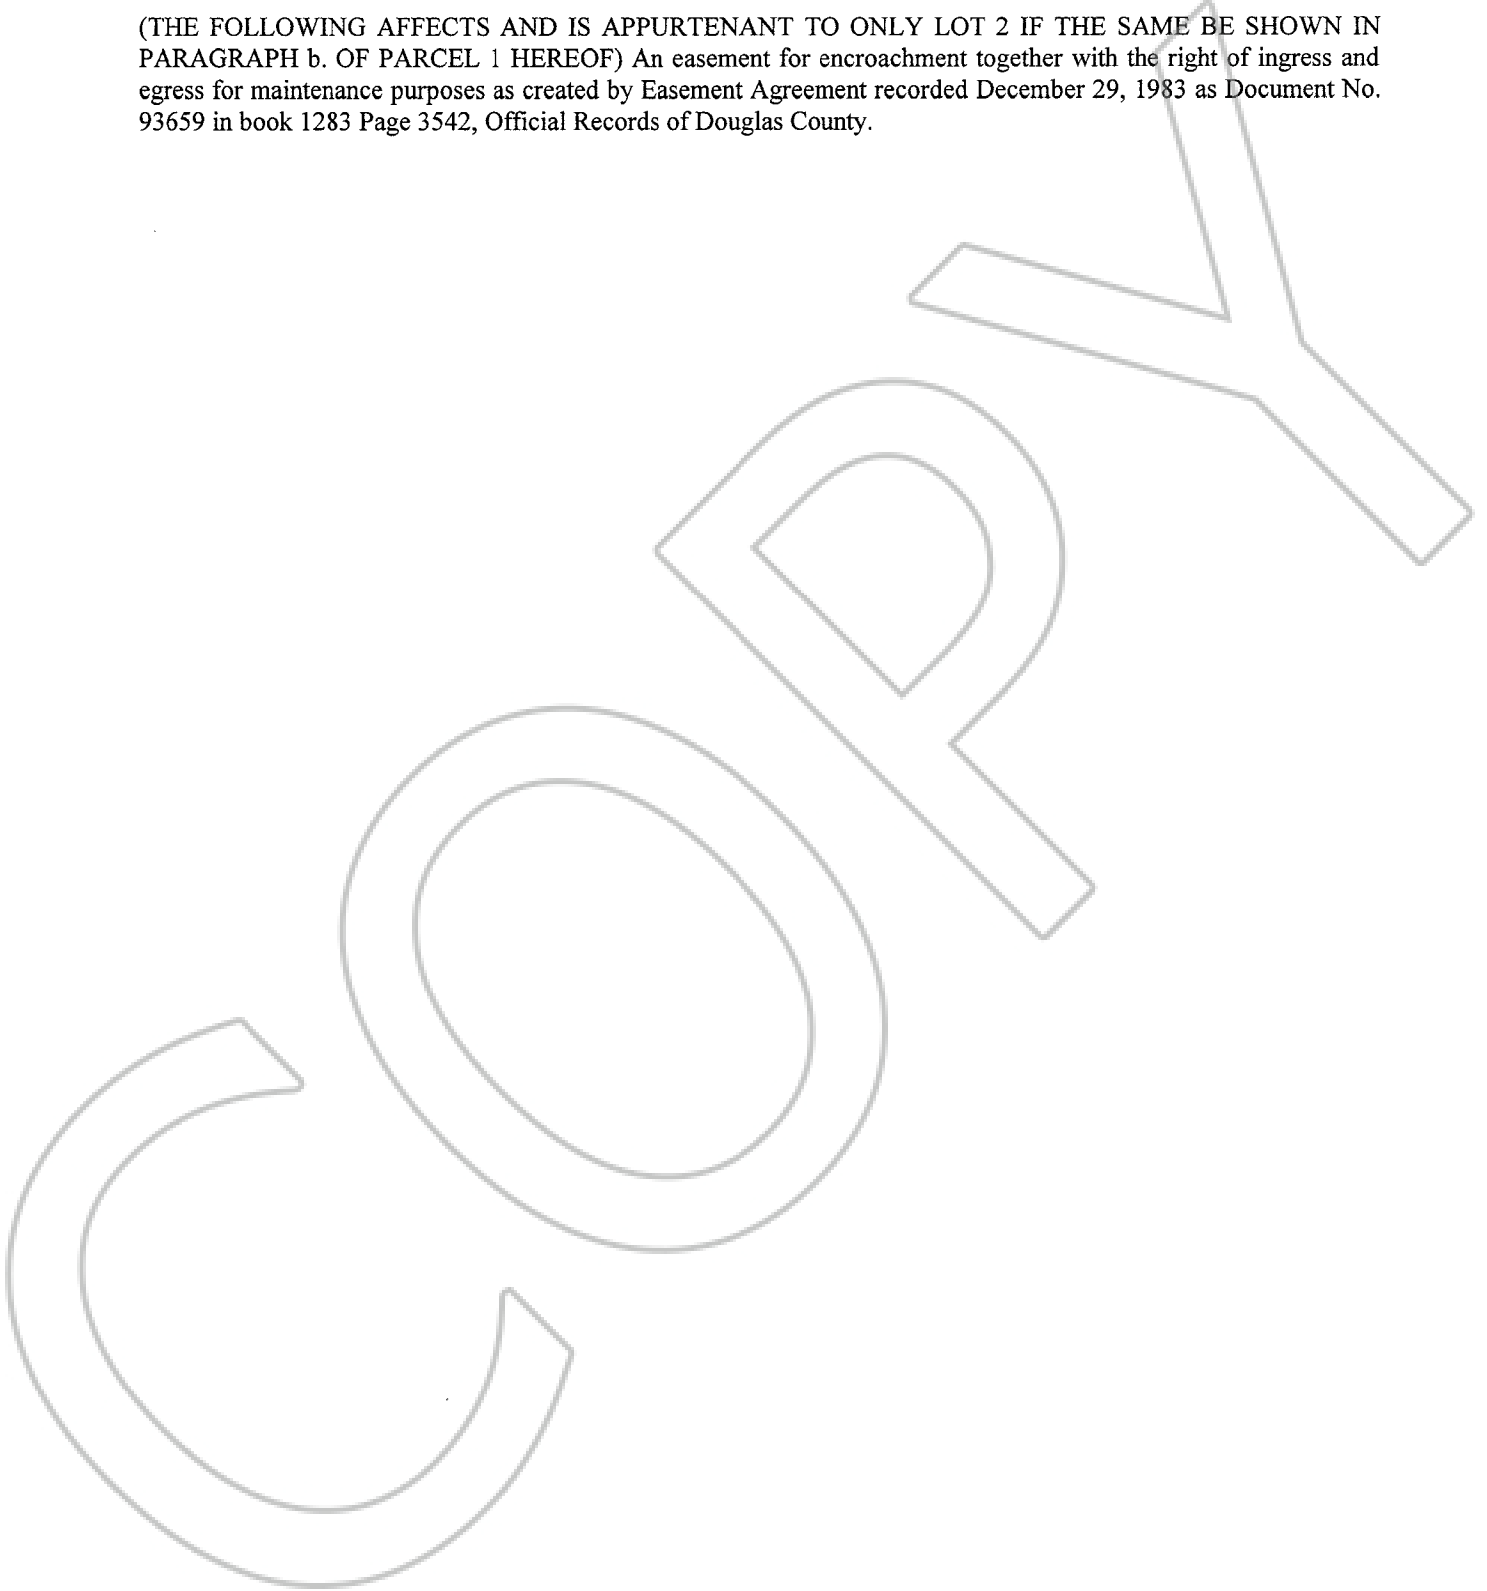 (THE FOLLOWING AFFECTS AND IS APPURTENANT TO ONLY LOT 2 IF THE SAME BE SHOWN IN
PARAGRAPH b. OF PARCEL 1 HEREOF) An easement for encroachment together with the right of ingress and
egress for maintenance purposes as created by Easement Agreement recorded December 29, 1983 as Document No.
93659 in book 1283 Page 3542, Official Records of Douglas County.
COPY